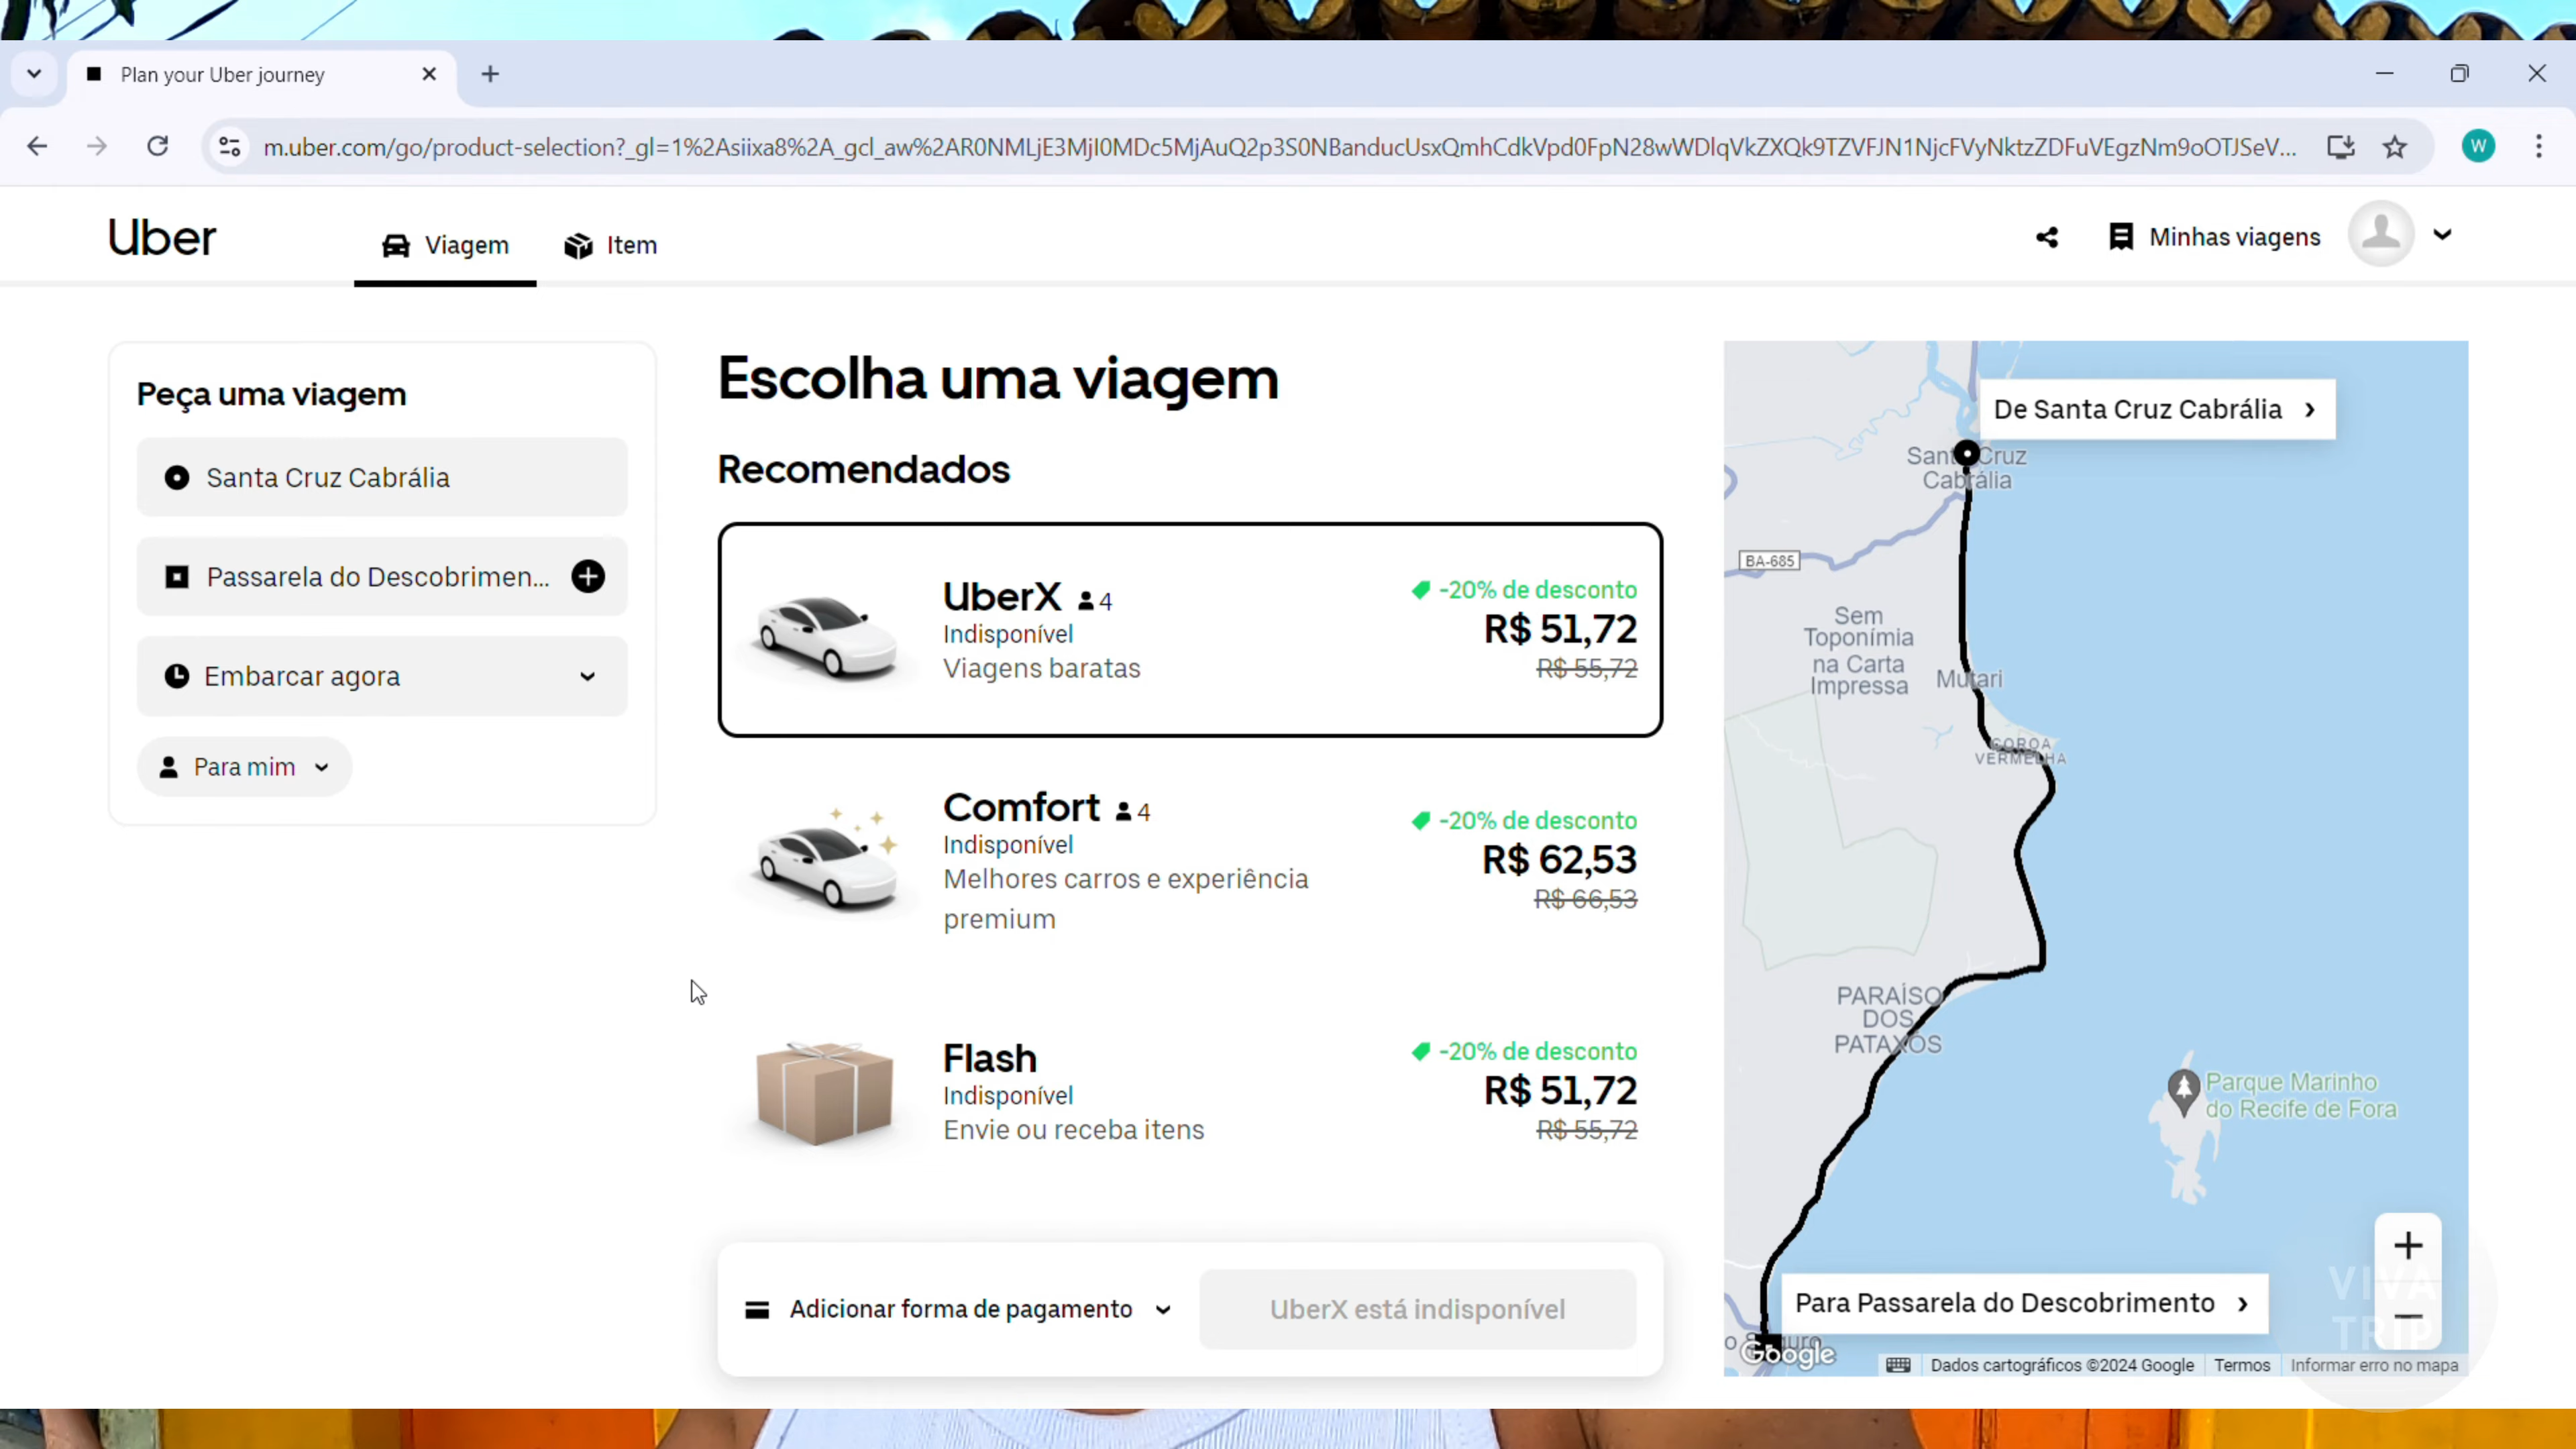 Plan your Uber journey
m.uber.com/go/product-selection?_gl=1%2Asiixa8%2A_gcl_aw%2AR0NMLjE3MjI0MDc5MjAuQ2p3S0NBanducUsxQmhCdkVpd0FpN28wWDlqVkZXQk9TZVFJN1NjcFVyNktzZDFuVEgzNm9oOTJSeV...
W
Uber
Viagem
Item
Minhas viagens
Peça uma viagem
Santa Cruz Cabrália
Passarela do Descobrimen...
Embarcar agora
Para mim
Escolha uma viagem
Recomendados
UberX 4
Indisponível
Viagens baratas
-20% de desconto
R$ 51,72
R$ 55,72
Comfort 4
Indisponível
Melhores carros e experiência
premium
-20% de desconto
R$ 62,53
R$ 66,53
Flash
Indisponível
Envie ou receba itens
-20% de desconto
R$ 51,72
R$ 55,72
Adicionar forma de pagamento
UberX está indisponível
De Santa Cruz Cabrália
Santa Cruz
Cabrália
BA-685
Sem
Toponímia
na Carta
Impressa
Mutari
COROA
VERMELHA
PARAÍSO
DOS
PATAXÓS
Parque Marinho
do Recife de Fora
Para Passarela do Descobrimento
Google
Dados cartográficos ©2024 Google
Termos
Informar erro no mapa
VIVA
TRIP